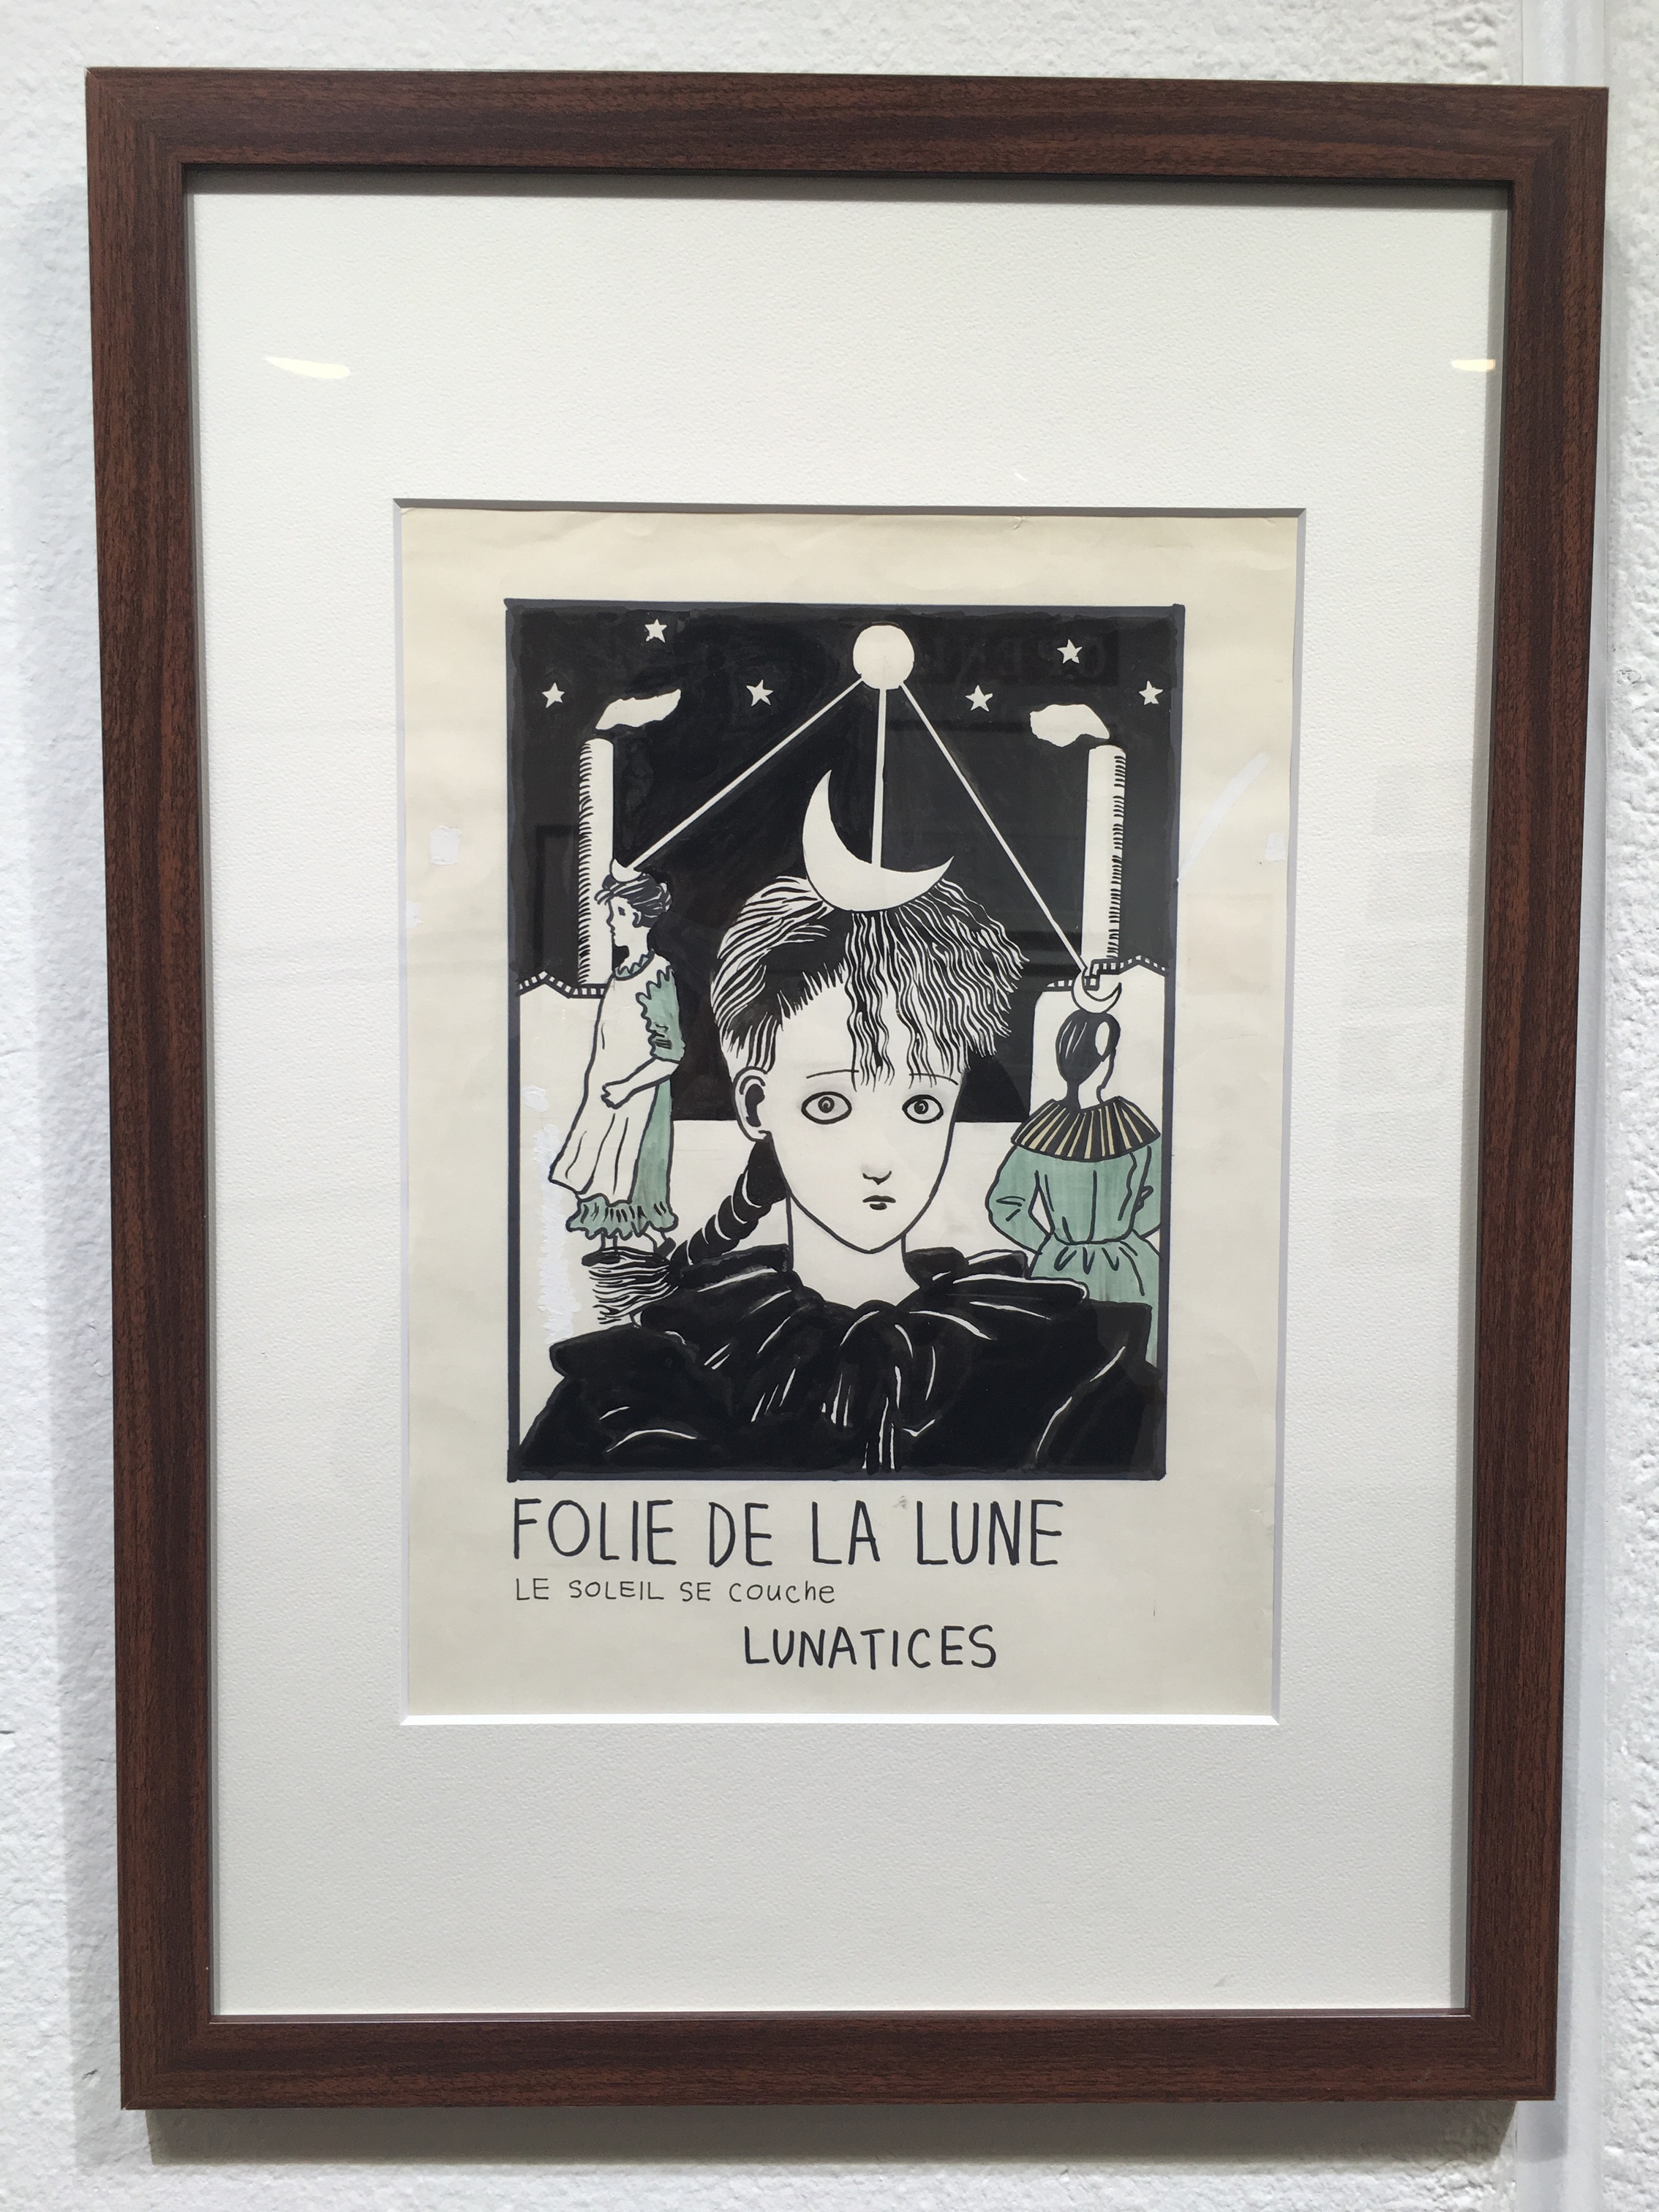 FOLIE DE LA LUNE
LE SOLEIL SE couche
LUNATICES